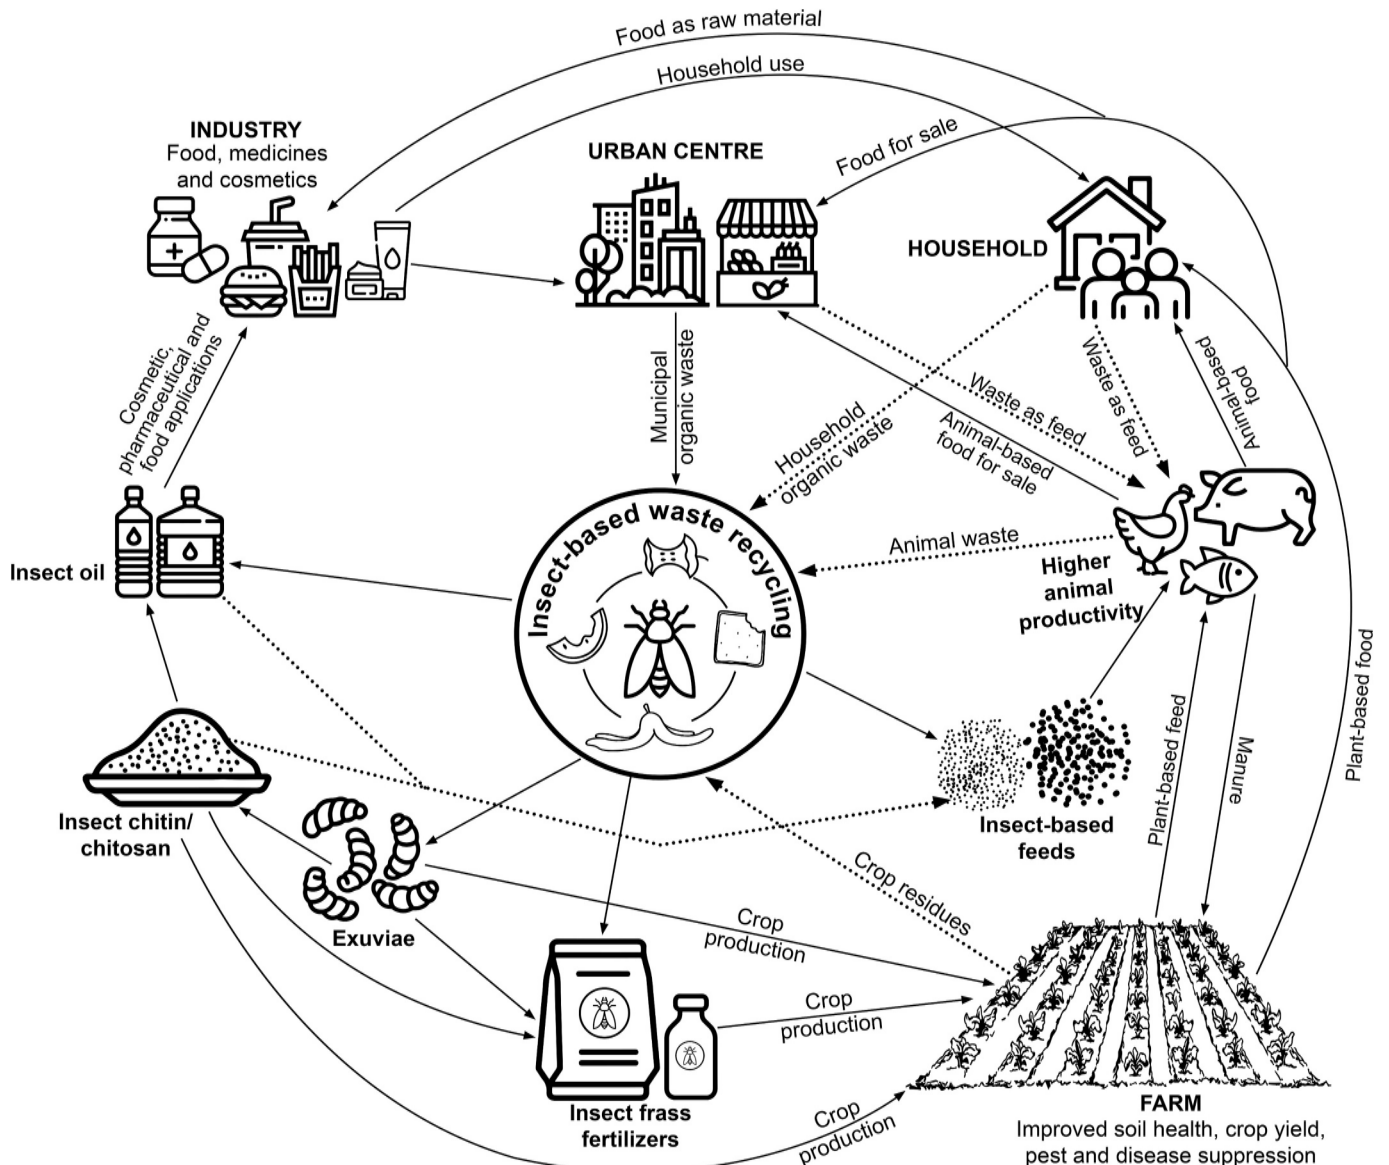 Food as raw material
Household use
INDUSTRY
Food, medicines
and cosmetics
URBAN CENTRE
Food for sale
HOUSEHOLD
Cosmetic,
pharmaceutical and
food applications
Municipal
organic waste
Household
organic waste
Waste as feed
Animal-based
food for sale
Waste as feed
Animal-based
food
Insect oil
Insect-based waste recycling
Animal waste
Higher
animal
productivity
Plant-based food
Plant-based feed
Manure
Insect chitin/
chitosan
Insect-based
feeds
Exuviae
Crop residues
Crop
production
Crop
production
Insect frass
fertilizers
Crop
production
FARM
Improved soil health, crop yield,
pest and disease suppression